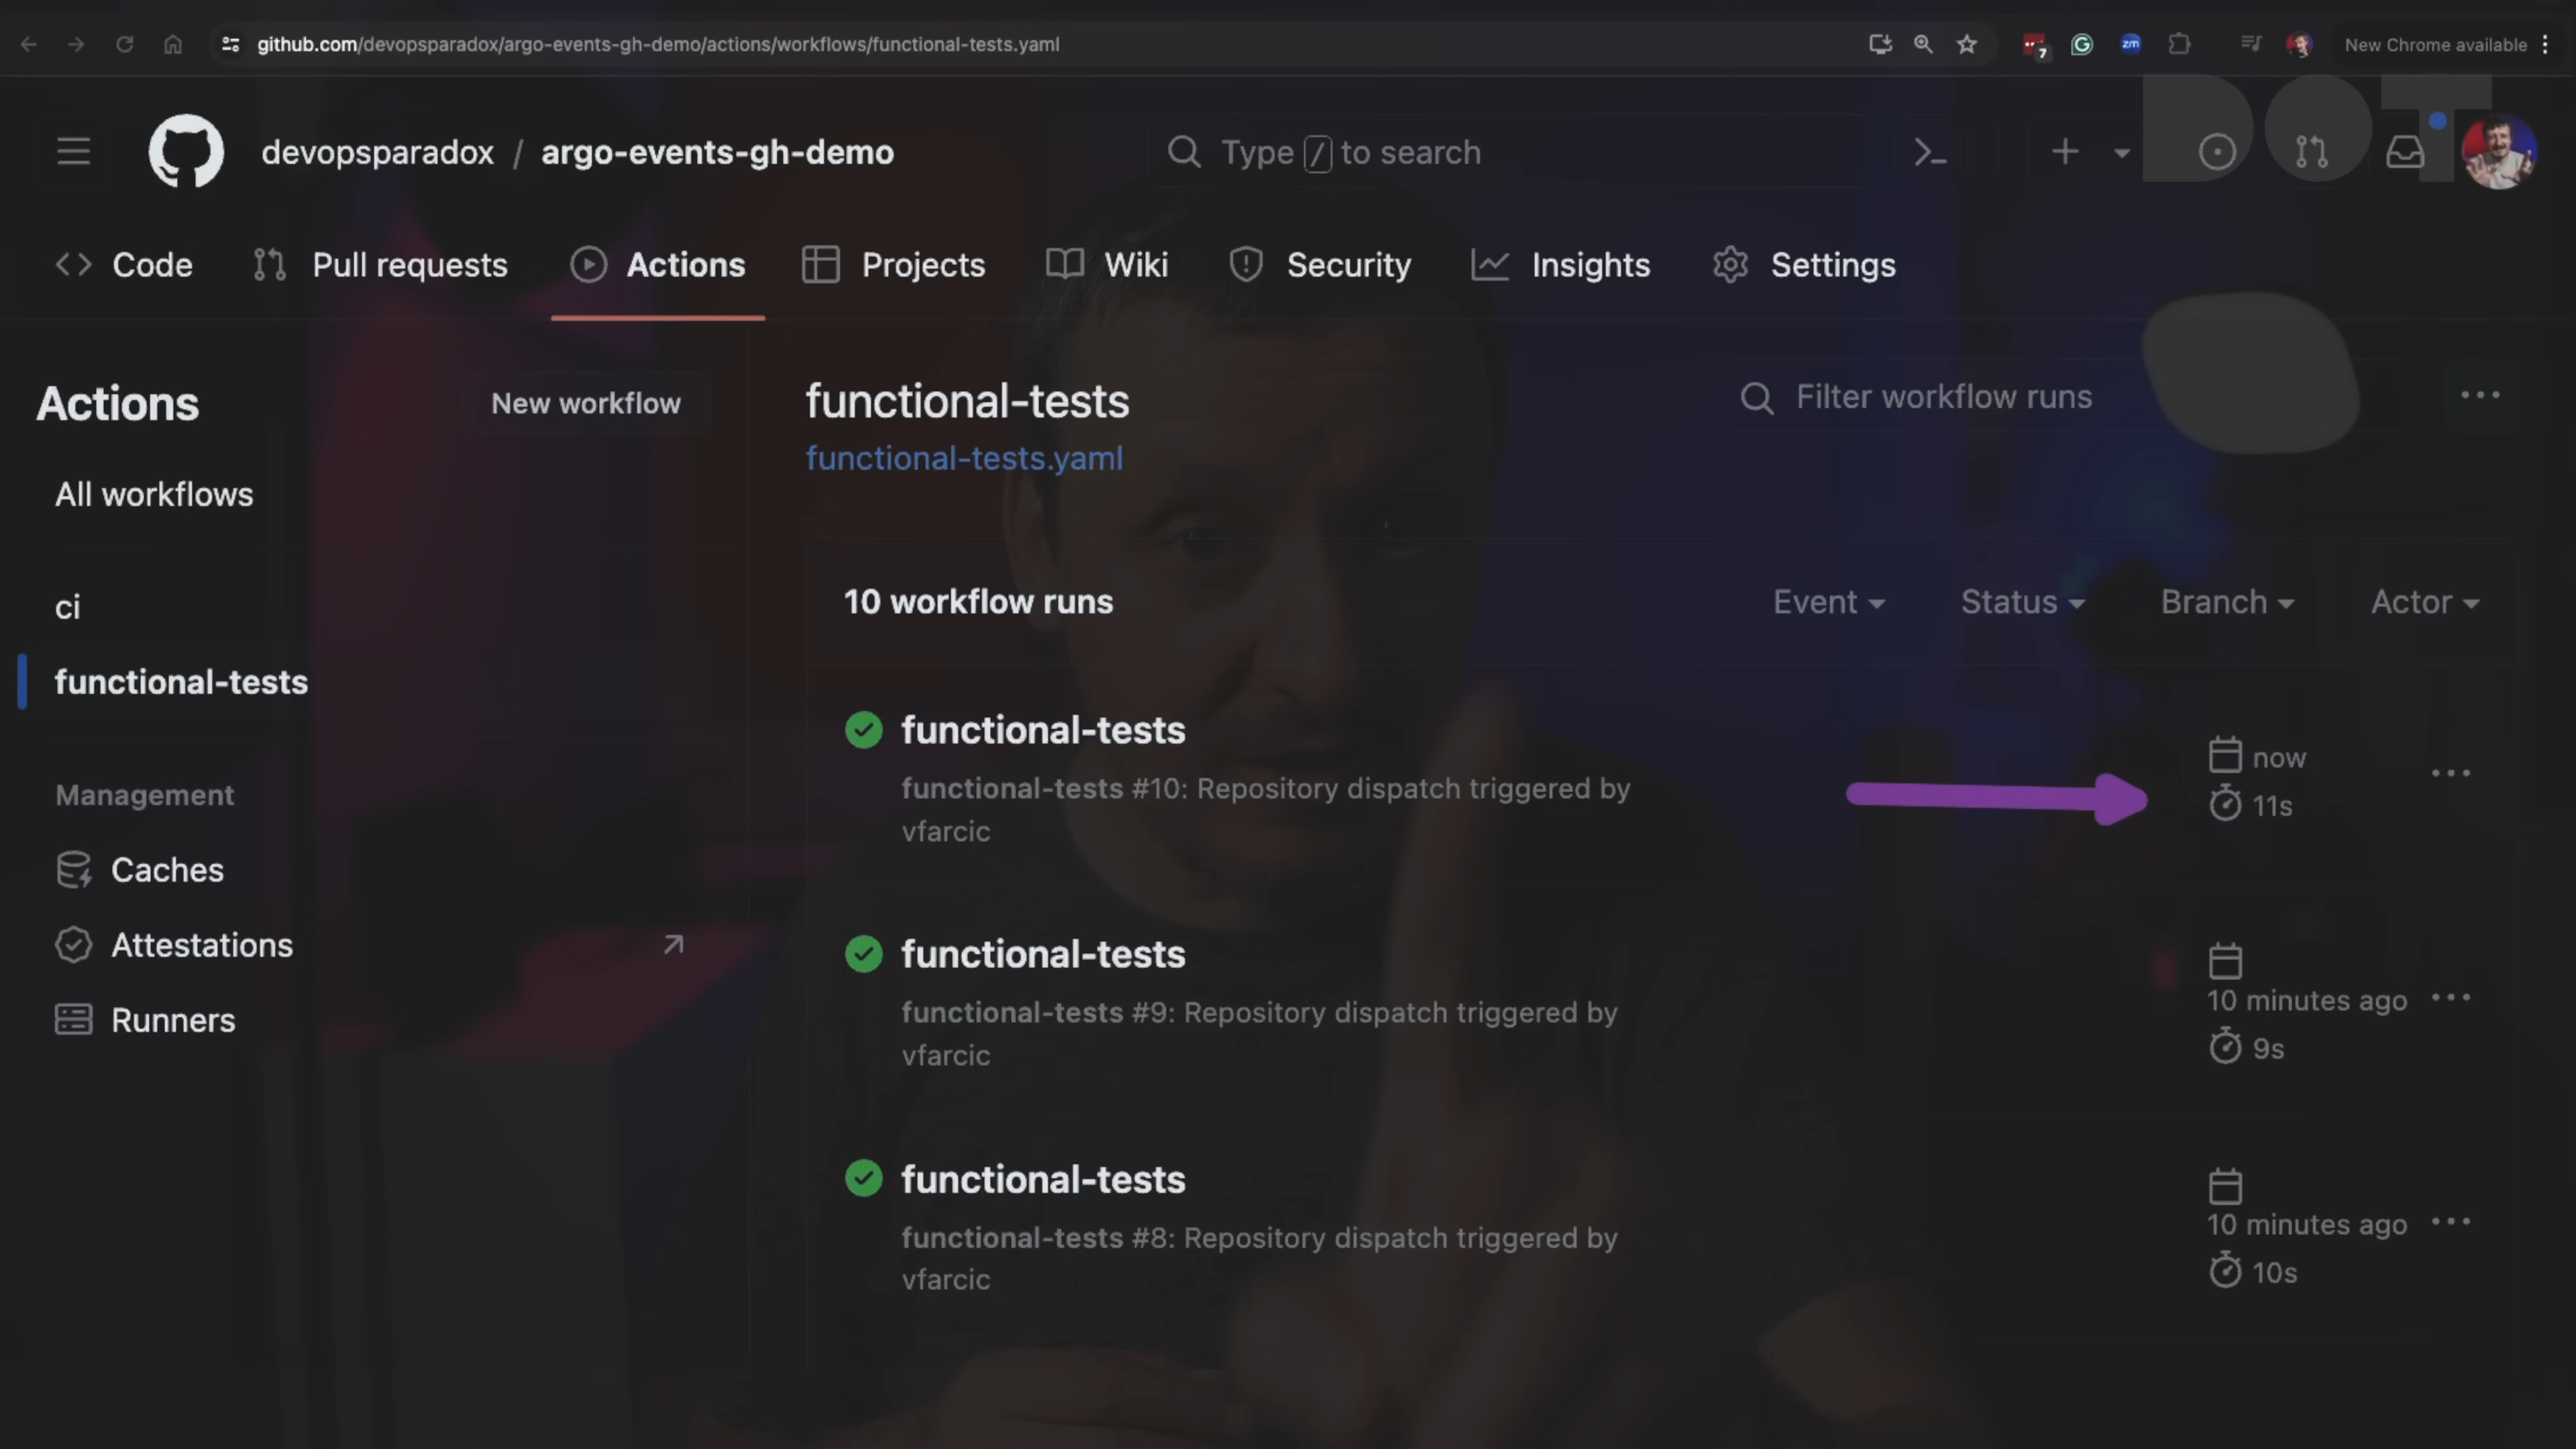 github.com/devopsparadox/argo-events-gh-demo/actions/workflows/functional-tests.yaml
7
zm
New Chrome available
DOT
devopsparadox / argo-events-gh-demo
Type / to search
Code
Pull requests
Actions
Projects
Wiki
Security
Insights
Settings
Actions
New workflow
All workflows
ci
functional-tests
Management
Caches
Attestations
Runners
functional-tests
functional-tests.yaml
Filter workflow runs
10 workflow runs
Event
Status
Branch
Actor
functional-tests
functional-tests #10: Repository dispatch triggered by
vfarcic
now
11s
functional-tests
functional-tests #9: Repository dispatch triggered by
vfarcic
10 minutes ago
9s
functional-tests
functional-tests #8: Repository dispatch triggered by
vfarcic
10 minutes ago
10s